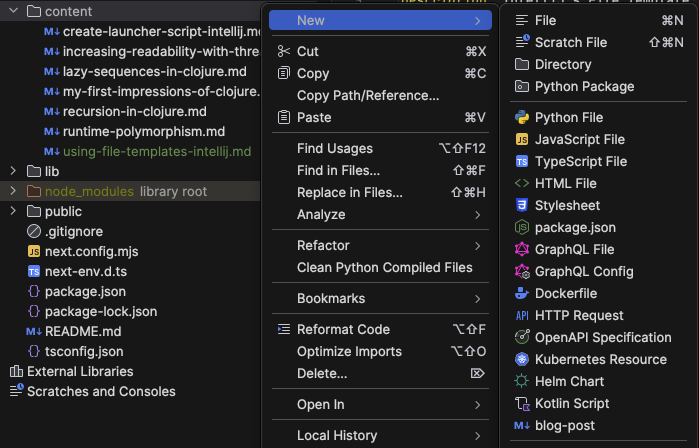 content
create-launcher-script-intellij.m
increasing-readability-with-thre
lazy-sequences-in-clojure.md
my-first-impressions-of-clojure.
recursion-in-clojure.md
runtime-polymorphism.md
using-file-templates-intellij.md
lib
node_modules library root
public
.gitignore
JS next.config.mjs
TS next-env.d.ts
{} package.json
{} package-lock.json
M↓ README.md
{} tsconfig.json
External Libraries
Scratches and Consoles
New
Cut ⌘X
Copy ⌘C
Copy Path/Reference...
Paste ⌘V
Find Usages ⌥⇧F12
Find in Files... ⇧⌘F
Replace in Files... ⇧⌘H
Analyze
Refactor
Clean Python Compiled Files
Bookmarks
Reformat Code ⌥⇧F
Optimize Imports ⌥⇧O
Delete... ⌦
Open In
Local History
File ⌘N
Scratch File ⇧⌘N
Directory
Python Package
Python File
JS JavaScript File
TS TypeScript File
HTML File
Stylesheet
package.json
GraphQL File
GraphQL Config
Dockerfile
API HTTP Request
OpenAPI Specification
Kubernetes Resource
Helm Chart
Kotlin Script
M↓ blog-post